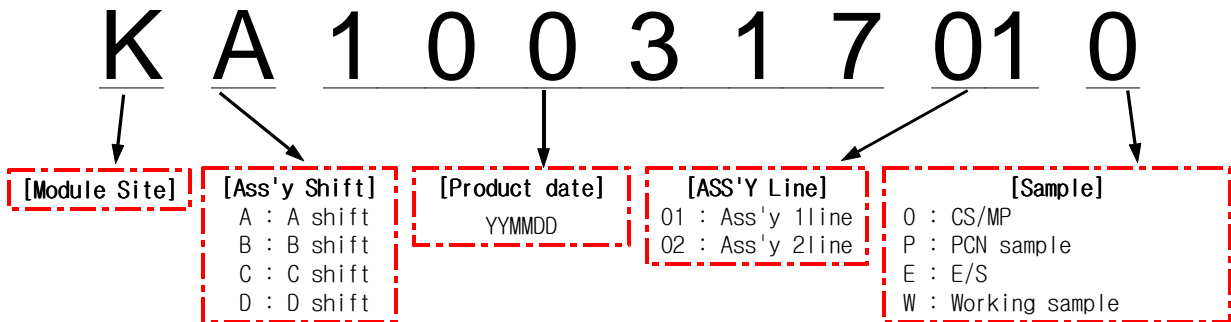 K A 1 0 0 3 1 7 01 0
[Module Site]
[Ass'y Shift]
A : A shift
B : B shift
C : C shift
D : D shift
[Product date]
YYMMDD
[ASS'Y Line]
01 : Ass'y 1line
02 : Ass'y 2line
[Sample]
0 : CS/MP
P : PCN sample
E : E/S
W : Working sample